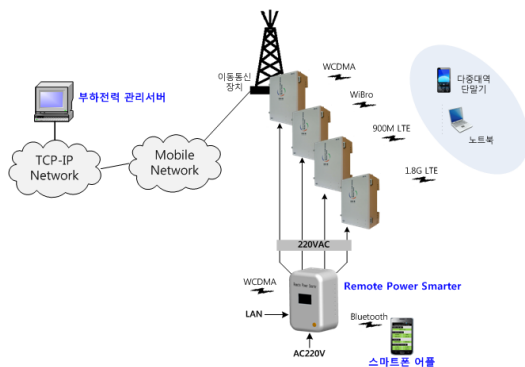 이동통신
장치
WCDMA
WiBro
900M LTE
1.8G LTE
다중대역
단말기
노트북
부하전력 관리서버
TCP-IP
Network
Mobile
Network
220VAC
WCDMA
LAN
Remote Power Smarter
Bluetooth
AC220V
스마트폰 어플